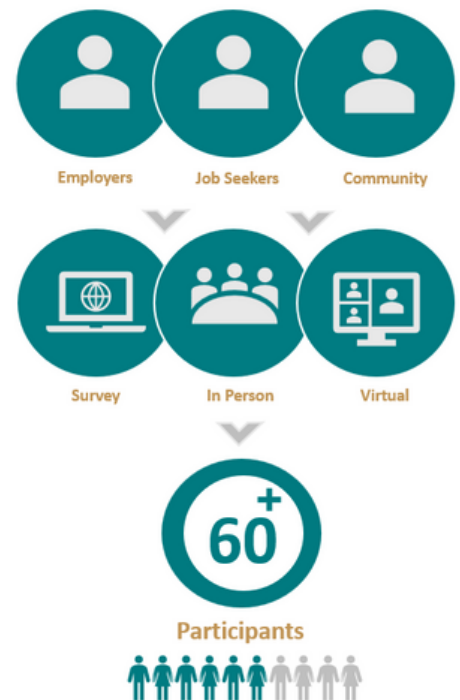 Employers
Job Seekers
Community
Survey
In Person
Virtual
60+
Participants